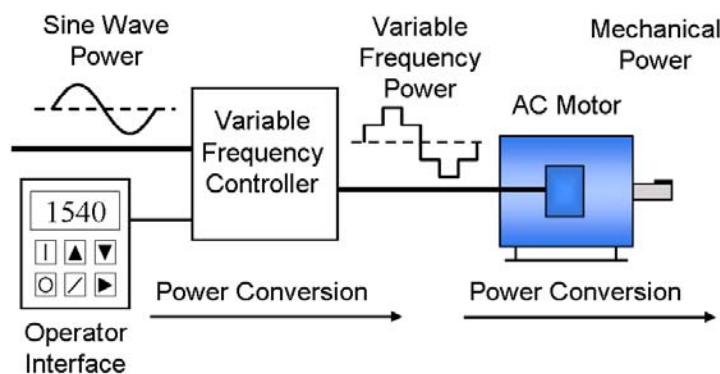 Sine Wave
Power
Variable
Frequency
Power
Mechanical
Power
AC Motor
Variable
Frequency
Controller
1540
Power Conversion
Power Conversion
Operator
Interface